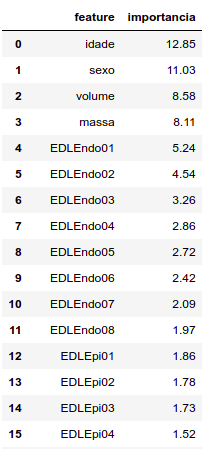 feature importancia
0 idade 12.85
1 sexo 11.03
2 volume 8.58
3 massa 8.11
4 EDLEndo01 5.24
5 EDLEndo02 4.54
6 EDLEndo03 3.26
7 EDLEndo04 2.86
8 EDLEndo05 2.72
9 EDLEndo06 2.42
10 EDLEndo07 2.09
11 EDLEndo08 1.97
12 EDLEpi01 1.86
13 EDLEpi02 1.78
14 EDLEpi03 1.73
15 EDLEpi04 1.52